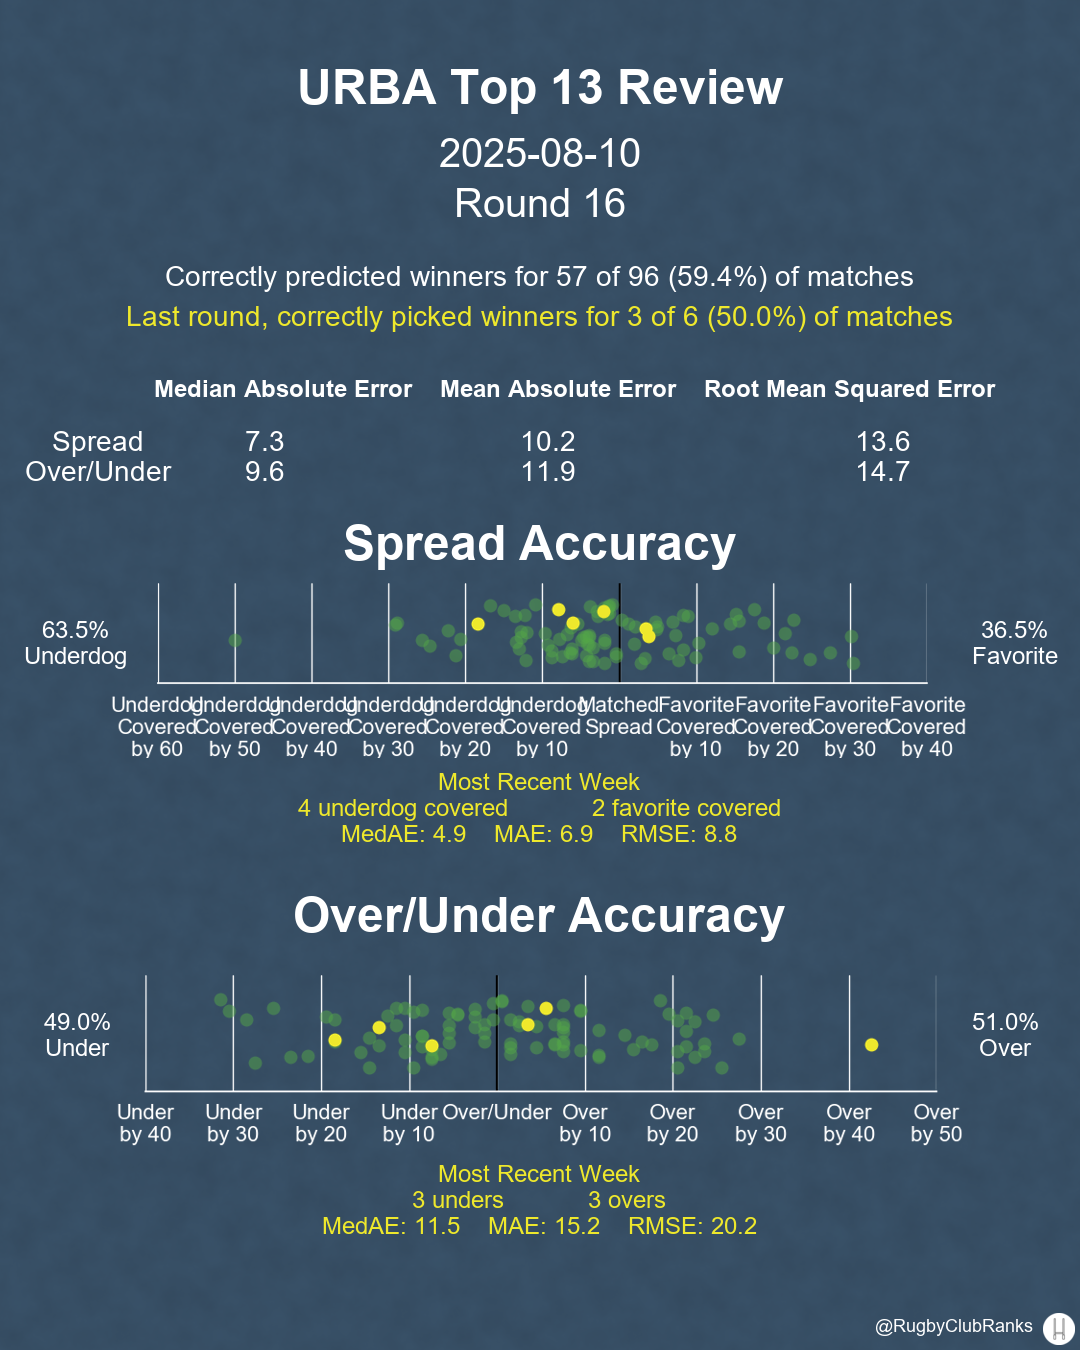 URBA Top 13 Review
2025-08-10
Round 16
Correctly predicted winners for 57 of 96 (59.4%) of matches
Last round, correctly picked winners for 3 of 6 (50.0%) of matches
Median Absolute Error Mean Absolute Error Root Mean Squared Error
Spread 7.3 10.2 13.6
Over/Under 9.6 11.9 14.7
Spread Accuracy
63.5% Underdog
36.5% Favorite
Underdog Underdog Underdog Underdog Underdog Underdog Matched Favorite Favorite Favorite Favorite
Covered Covered Covered Covered Covered Covered Spread Covered Covered Covered Covered
by 60 by 50 by 40 by 30 by 20 by 10 by 10 by 20 by 30 by 40
Most Recent Week
4 underdog covered 2 favorite covered
MedAE: 4.9 MAE: 6.9 RMSE: 8.8
Over/Under Accuracy
49.0% Under
51.0% Over
Under Under Under Under Over/Under Over Over Over Over Over
by 40 by 30 by 20 by 10 by 10 by 20 by 30 by 40 by 50
Most Recent Week
3 unders 3 overs
MedAE: 11.5 MAE: 15.2 RMSE: 20.2
@RugbyClubRanks